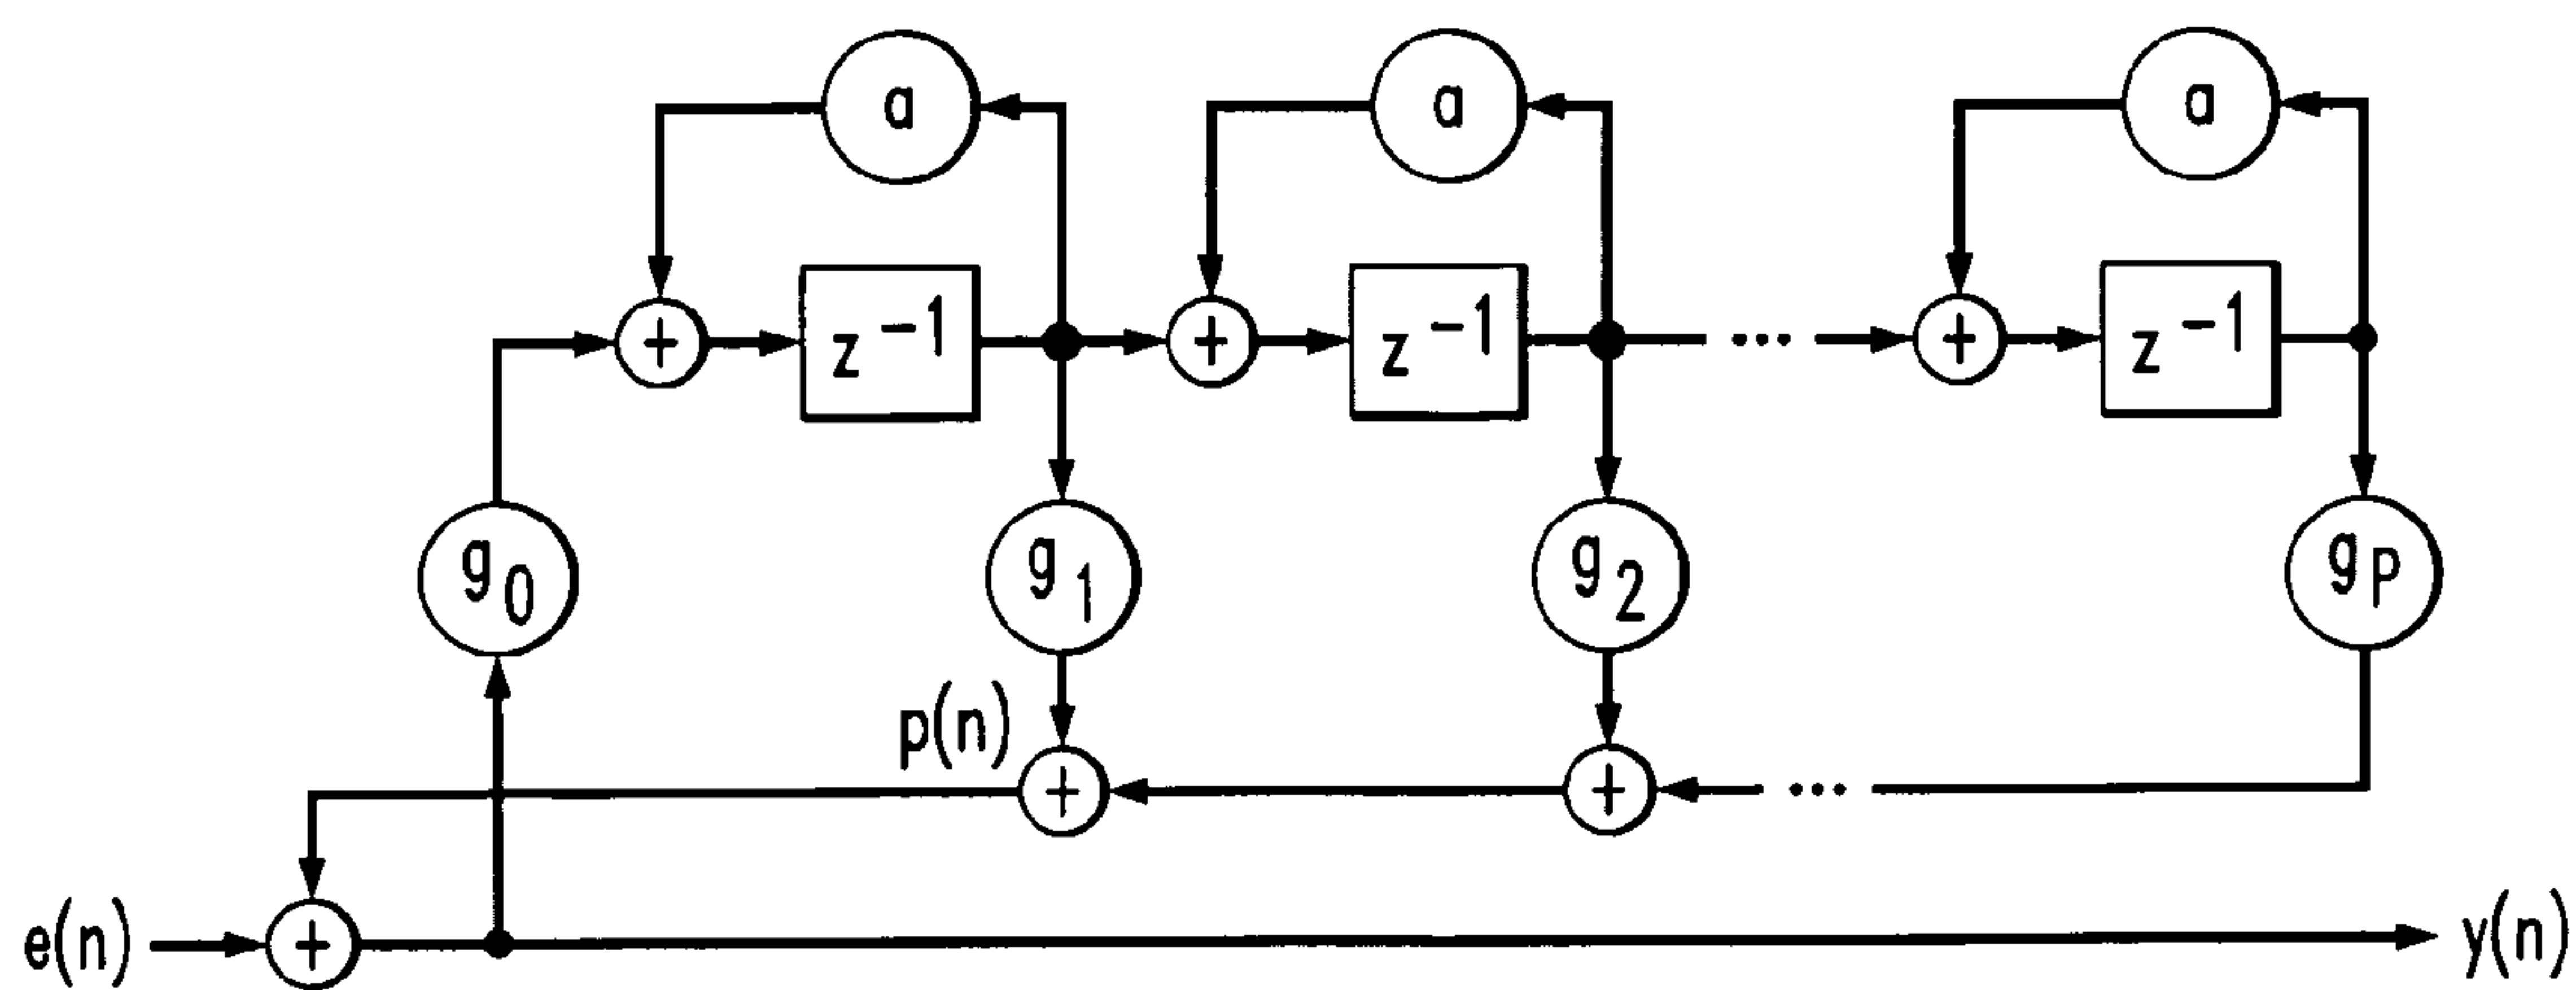 a a a
+ z⁻¹ + z⁻¹ ... + z⁻¹
g₀ g₁ g₂ gₚ
p(n)
+ + ...
e(n) + y(n)